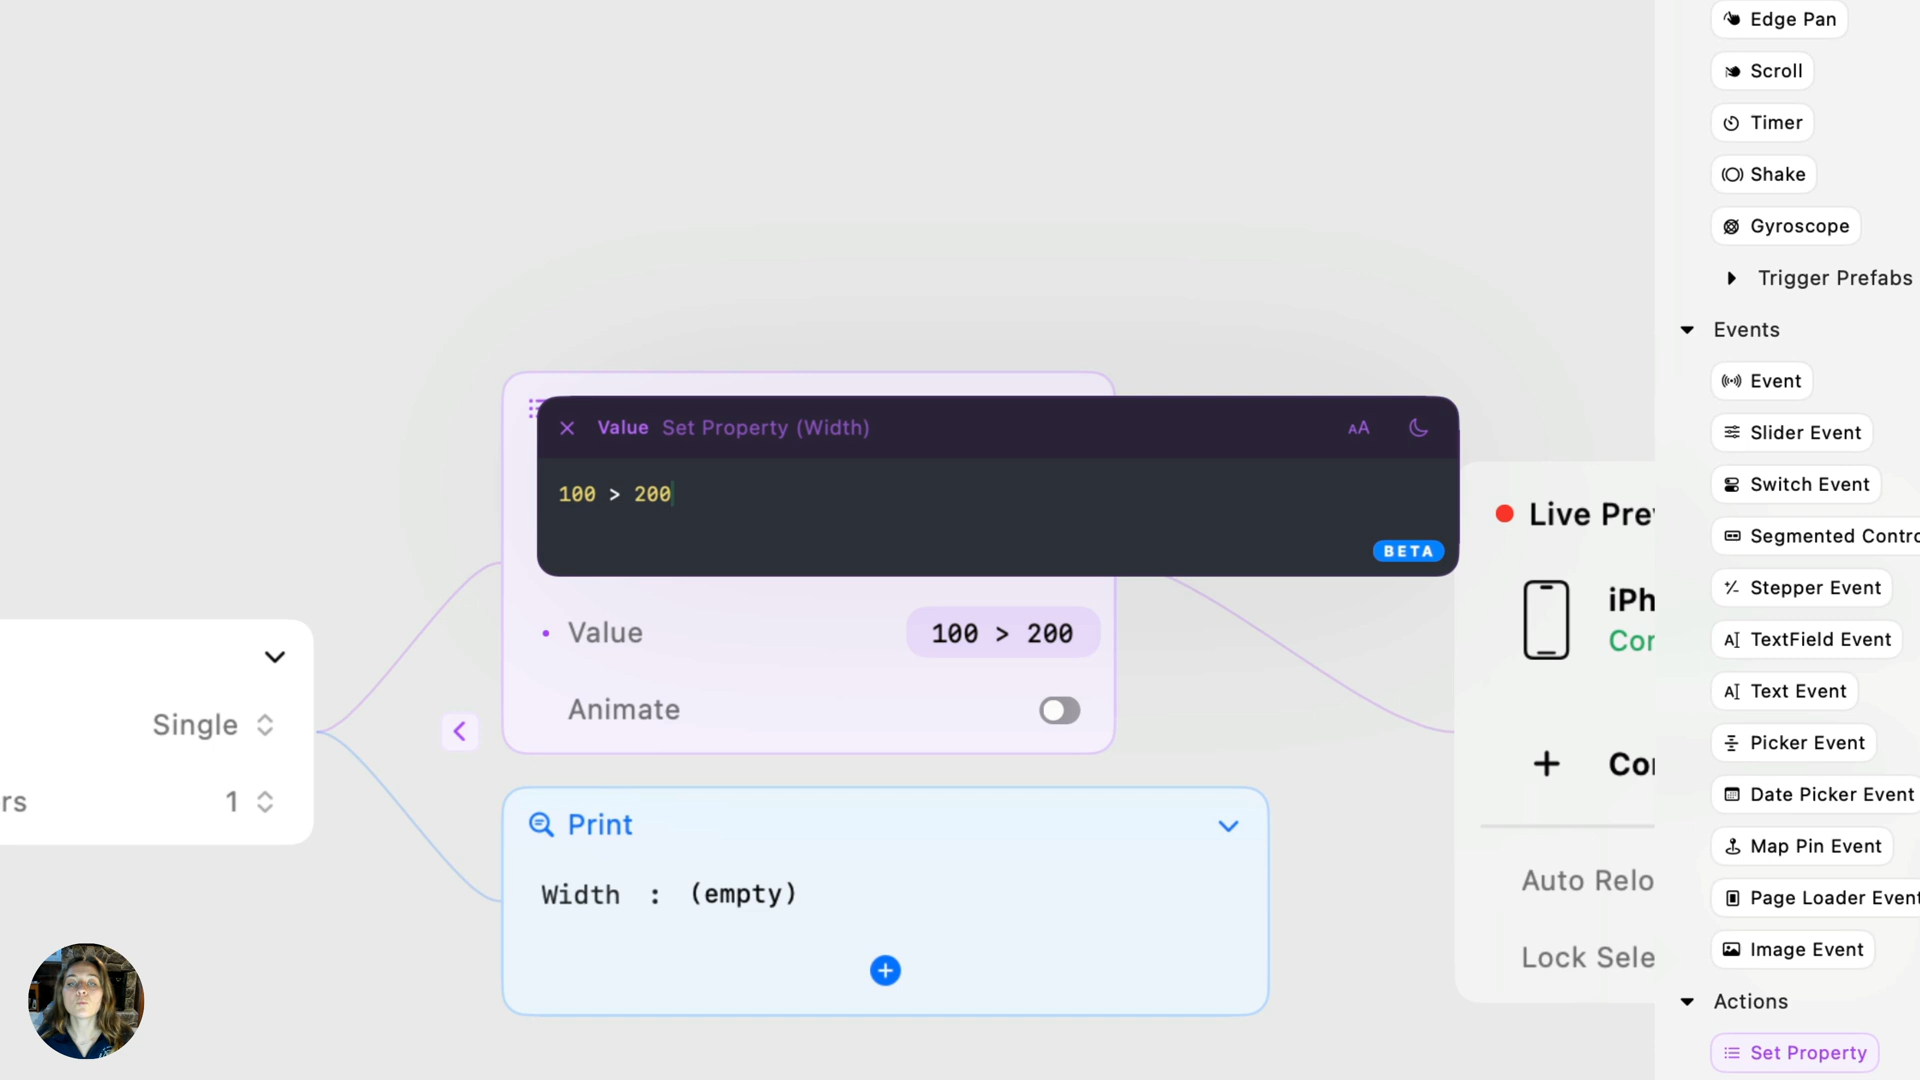 Value Set Property (Width)
AA
100 > 200
BETA
Value 100 > 200
Animate
Single
rs 1
Print
Width : (empty)
Live Pre
iPh
Cor
Auto Relo
Lock Sele
Edge Pan
Scroll
Timer
Shake
Gyroscope
Trigger Prefabs
Events
Event
Slider Event
Switch Event
Segmented Contro
Stepper Event
TextField Event
Text Event
Picker Event
Date Picker Event
Map Pin Event
Page Loader Event
Image Event
Actions
Set Property